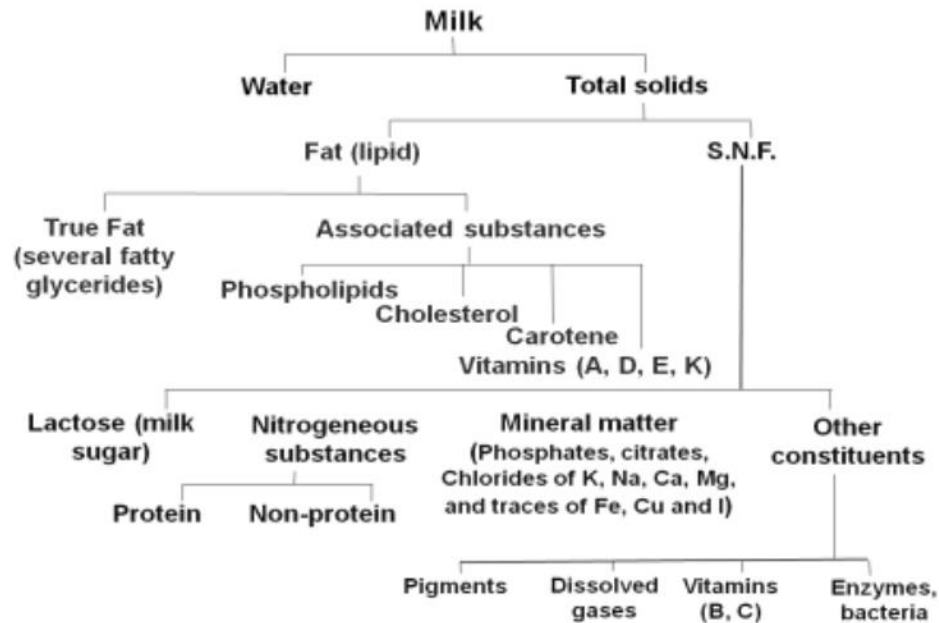 Milk
Water
Total solids
Fat (lipid)
S.N.F.
True Fat
(several fatty
glycerides)
Associated substances
Phospholipids
Cholesterol
Carotene
Vitamins (A, D, E, K)
Lactose (milk
sugar)
Nitrogeneous
substances
Mineral matter
(Phosphates, citrates,
Chlorides of K, Na, Ca, Mg,
and traces of Fe, Cu and I)
Other
constituents
Protein
Non-protein
Pigments
Dissolved
gases
Vitamins
(B, C)
Enzymes,
bacteria